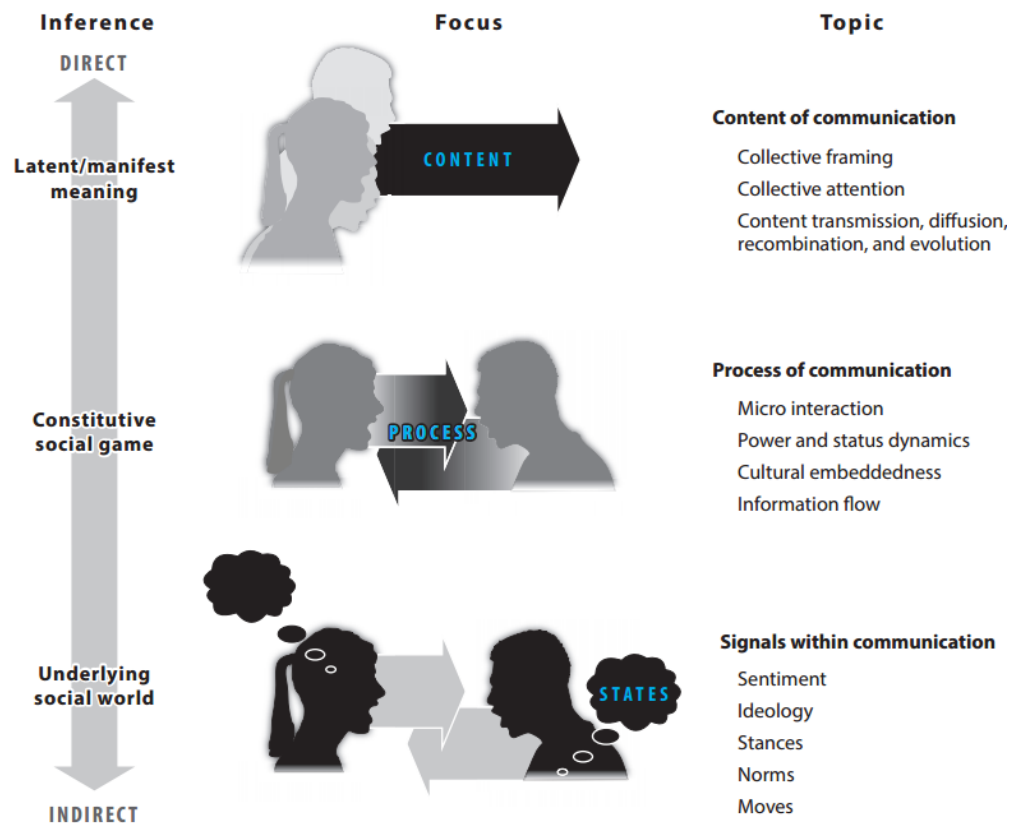 Inference
Focus
Topic
DIRECT
Latent/manifest
meaning
CONTENT
Content of communication
Collective framing
Collective attention
Content transmission, diffusion,
recombination, and evolution
Constitutive
social game
PROCESS
Process of communication
Micro interaction
Power and status dynamics
Cultural embeddedness
Information flow
Underlying
social world
STATES
Signals within communication
Sentiment
Ideology
Stances
Norms
Moves
INDIRECT